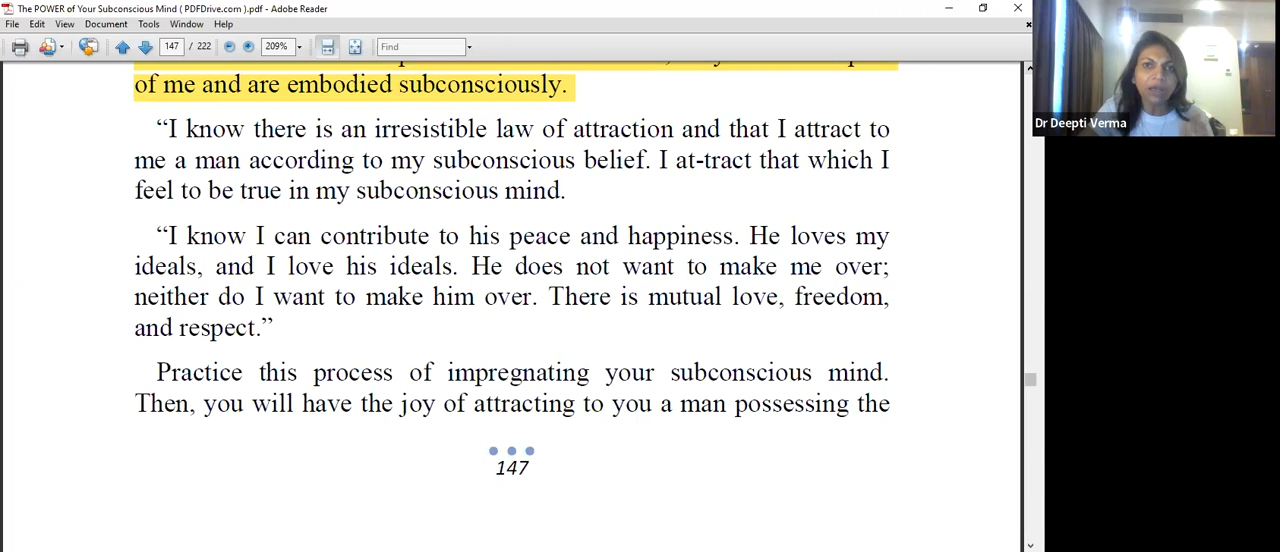 The POWER of Your Subconscious Mind ( PDFDrive.com ).pdf - Adobe Reader
File Edit View Document Tools Window Help
147 / 222 209% Find
of me and are embodied subconsciously.
“I know there is an irresistible law of attraction and that I attract to
me a man according to my subconscious belief. I at-tract that which I
feel to be true in my subconscious mind.
“I know I can contribute to his peace and happiness. He loves my
ideals, and I love his ideals. He does not want to make me over;
neither do I want to make him over. There is mutual love, freedom,
and respect.”
Practice this process of impregnating your subconscious mind.
Then, you will have the joy of attracting to you a man possessing the
147
Dr Deepti Verma